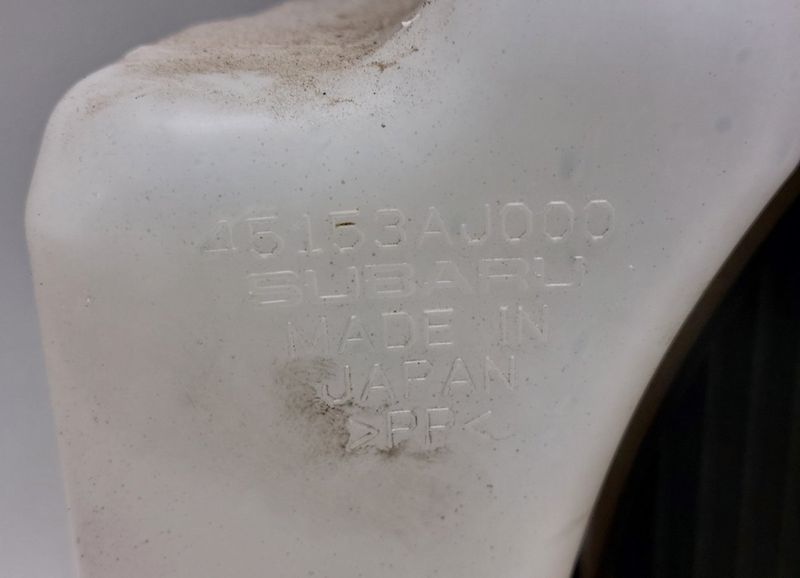 45153AJ000
SUBARU
MADE IN
JAPAN
>PP<